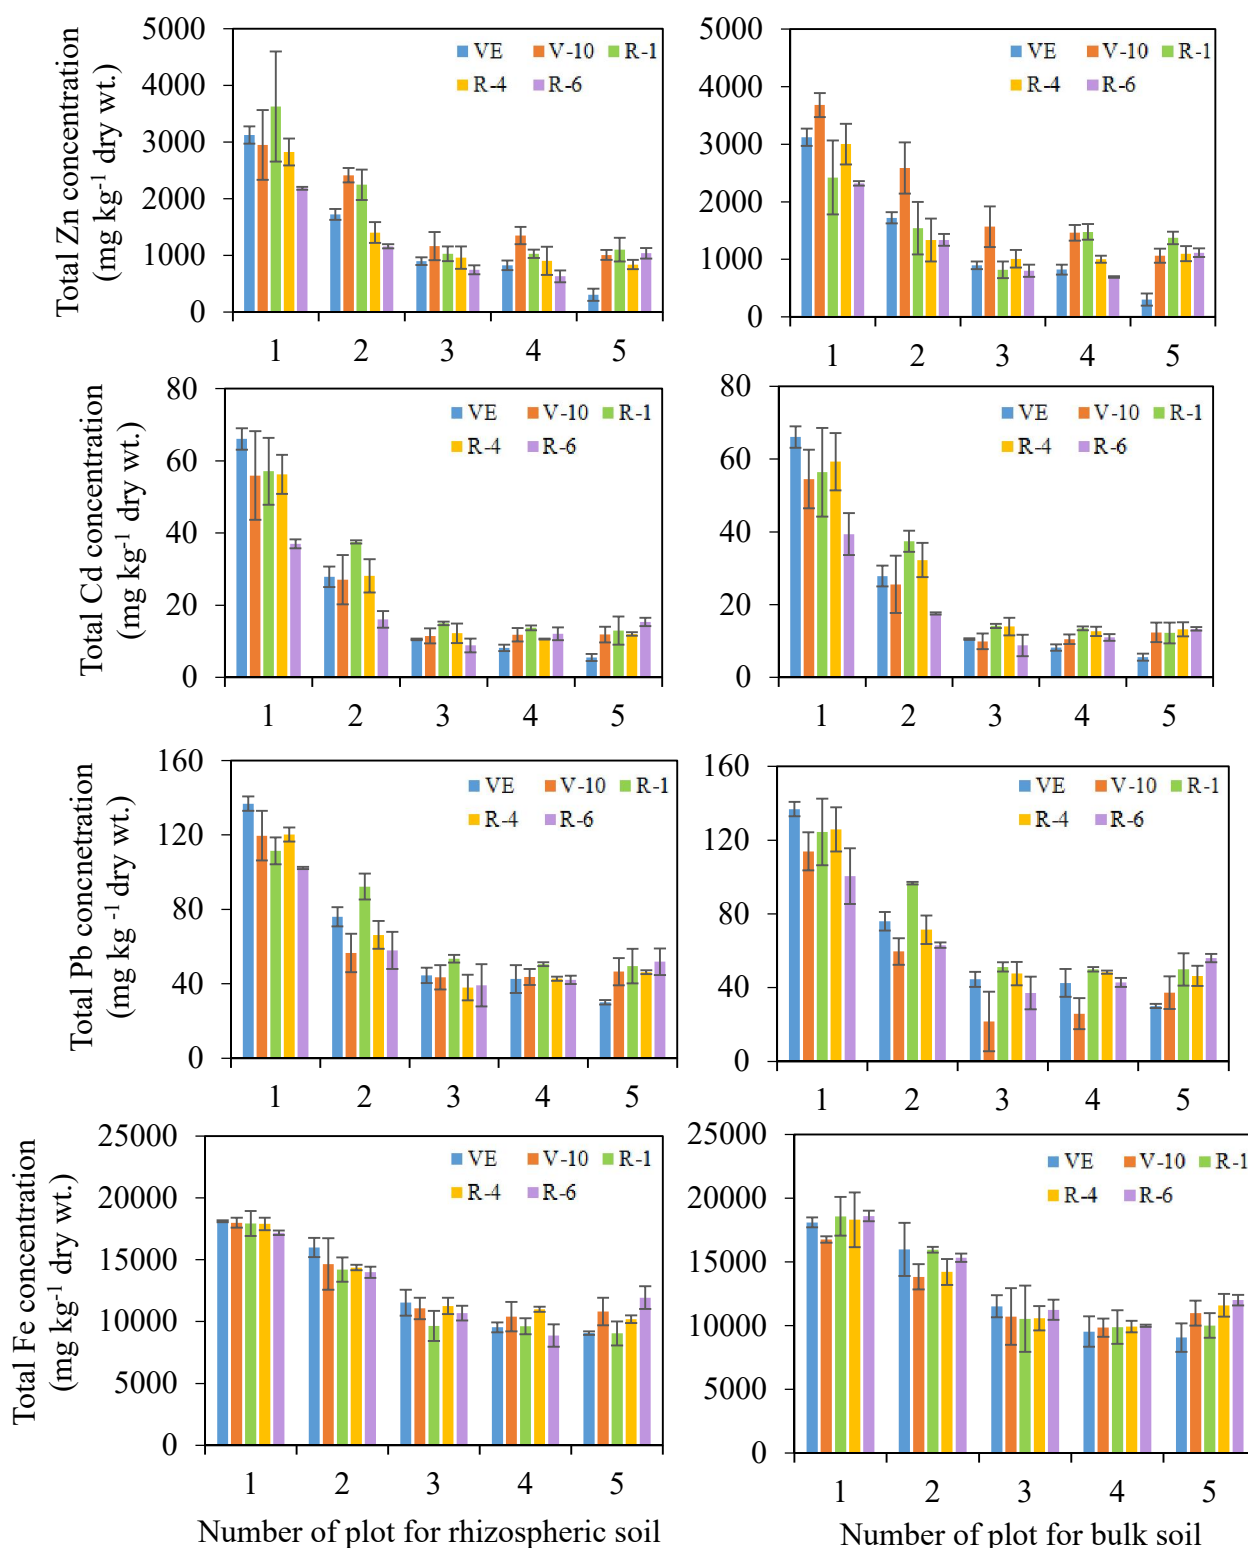 Total Zn concentration
(mg kg-1 dry wt.)
5000
4000
3000
2000
1000
0
VE V-10 R-1
R-4 R-6
1 2 3 4 5
5000
4000
3000
2000
1000
0
VE V-10 R-1
R-4 R-6
1 2 3 4 5
Total Cd concentration
(mg kg-1 dry wt.)
80
60
40
20
0
VE V-10 R-1
R-4 R-6
1 2 3 4 5
80
60
40
20
0
VE V-10 R-1
R-4 R-6
1 2 3 4 5
Total Pb concnetration
(mg kg -1 dry wt.)
160
120
80
40
0
VE V-10 R-1
R-4 R-6
1 2 3 4 5
160
120
80
40
0
VE V-10 R-1
R-4 R-6
1 2 3 4 5
Total Fe concentration
(mg kg-1 dry wt.)
25000
20000
15000
10000
5000
0
VE V-10 R-1
R-4 R-6
1 2 3 4 5
Number of plot for rhizospheric soil
25000
20000
15000
10000
5000
0
VE V-10 R-1
R-4 R-6
1 2 3 4 5
Number of plot for bulk soil